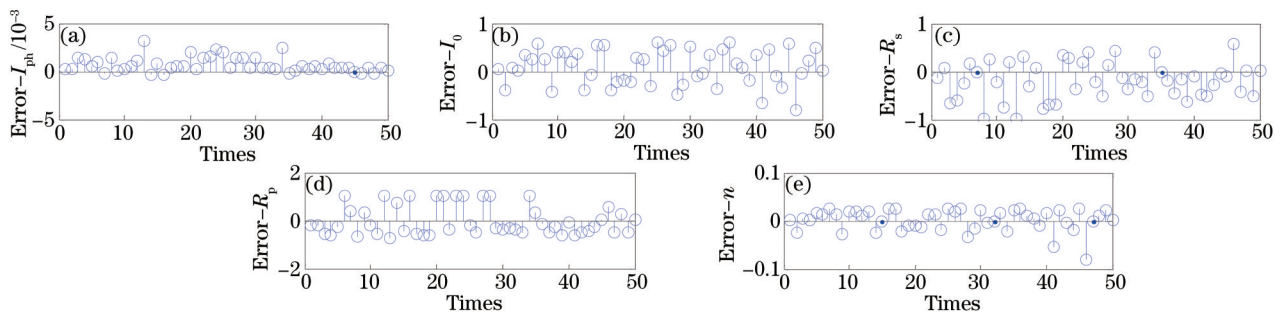 (a)
Error–I_ph/10^−3
5
0
−5
0 10 20 30 40 50
Times
(b)
Error–I_0
1
0
−1
0 10 20 30 40 50
Times
(c)
Error–R_s
1
0
−1
0 10 20 30 40 50
Times
(d)
Error–R_p
2
0
−2
0 10 20 30 40 50
Times
(e)
Error–n
0.1
0
−0.1
0 10 20 30 40 50
Times